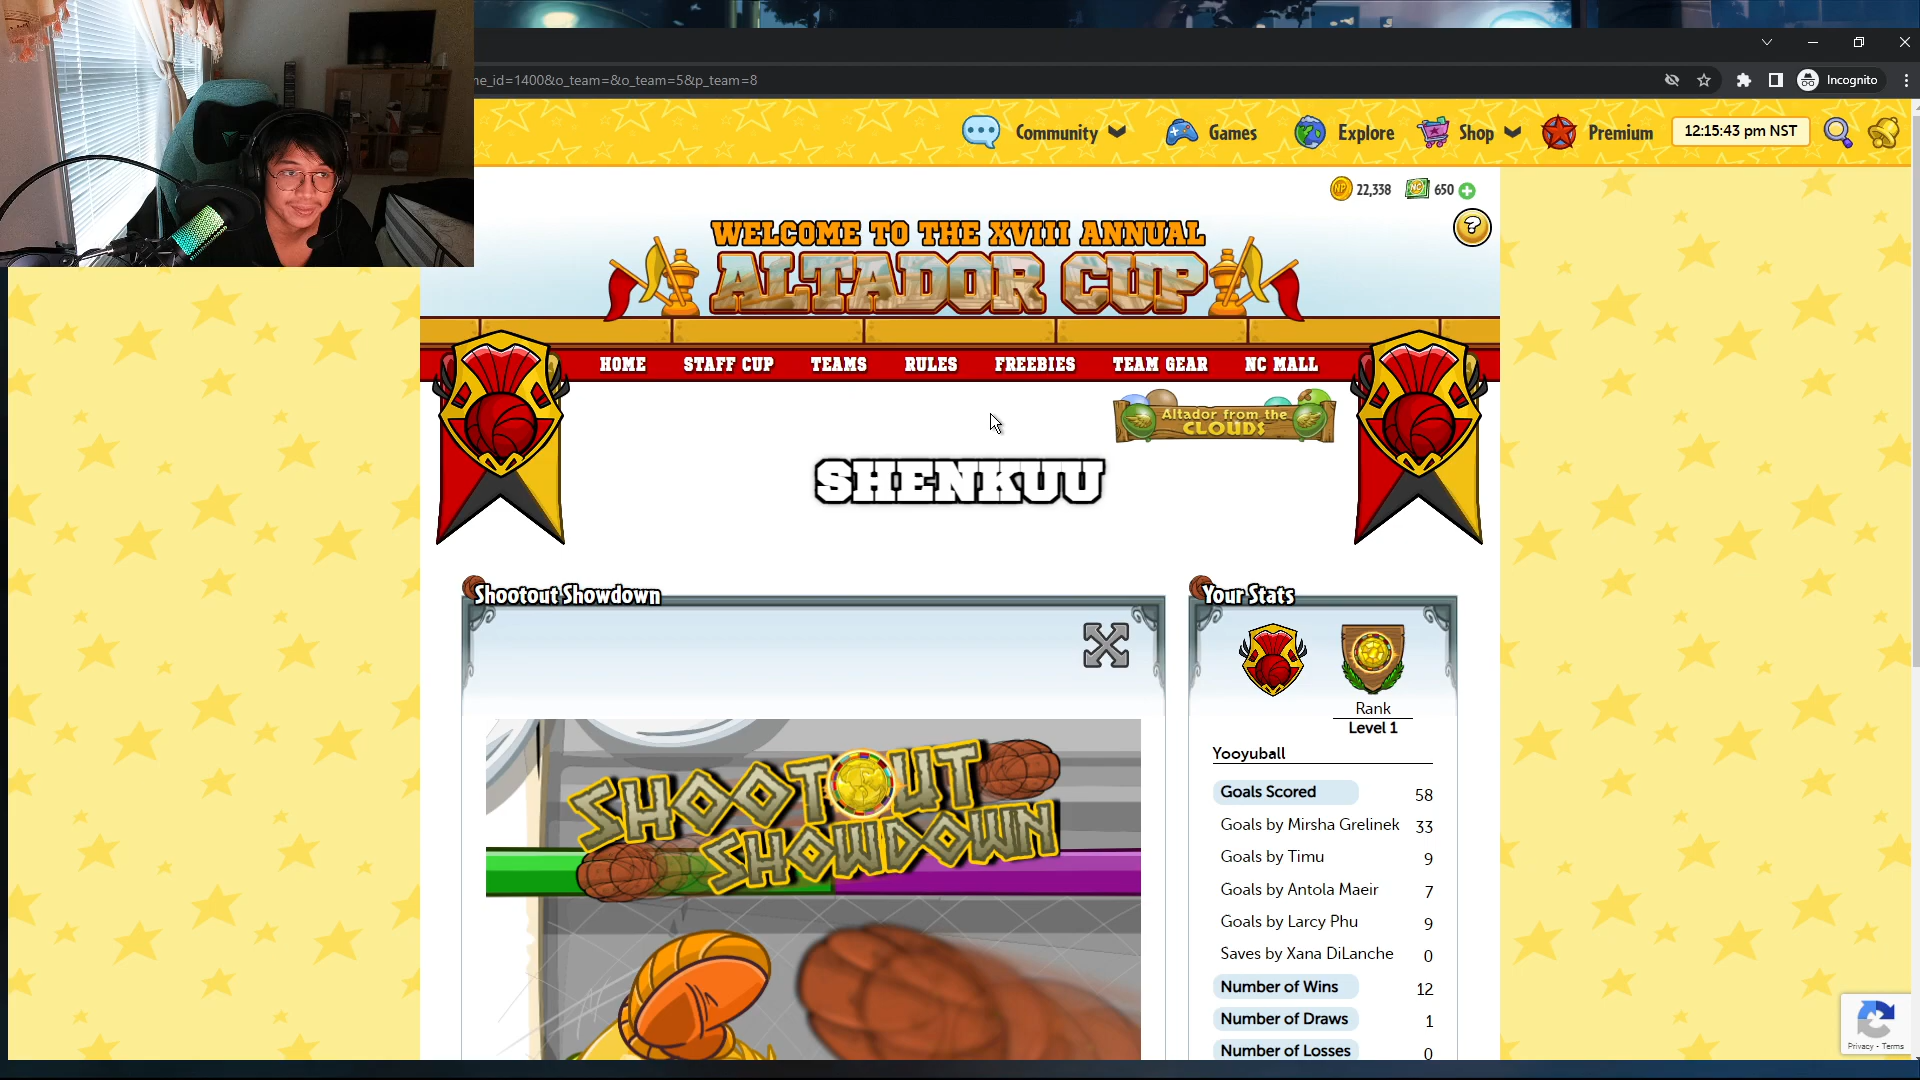 ne_id=1400&o_team=&o_team=5&p_team=8
Incognito
Community
Games
Explore
Shop
Premium
12:15:43 pm NST
NP 22,338
NC 650
WELCOME TO THE XVIII ANNUAL
ALTADOR CUP
HOME
STAFF CUP
TEAMS
RULES
FREEBIES
TEAM GEAR
NC MALL
Altador from the
CLOUDS
SHENKUU
Shootout Showdown
SHOOTOUT
SHOWDOWN
Your Stats
Rank
Level 1
Yooyuball
Goals Scored 58
Goals by Mirsha Grelinek 33
Goals by Timu 9
Goals by Antola Maeir 7
Goals by Larcy Phu 9
Saves by Xana DiLanche 0
Number of Wins 12
Number of Draws 1
Number of Losses 0
Privacy - Terms